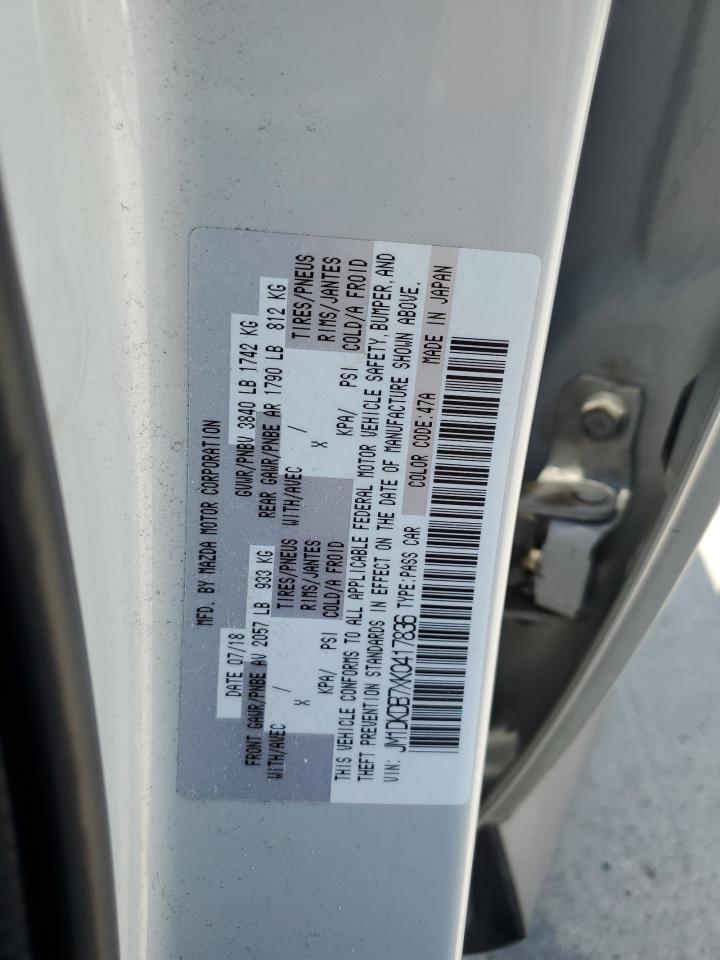 MFD. BY MAZDA MOTOR CORPORATION
DATE 07/18 GVWR/PNBV 3840 LB 1742 KG
FRONT GAWR/PNBE AV 2057 LB 933 KG REAR GAWR/PNBE AR 1790 LB 812 KG
WITH/AVEC / TIRES/PNEUS WITH/AVEC / TIRES/PNEUS
X RIMS/JANTES X RIMS/JANTES
KPA/ PSI COLD/A FROID KPA/ PSI COLD/A FROID
THIS VEHICLE CONFORMS TO ALL APPLICABLE FEDERAL MOTOR VEHICLE SAFETY, BUMPER, AND
THEFT PREVENTION STANDARDS IN EFFECT ON THE DATE OF MANUFACTURE SHOWN ABOVE.
VIN: JM1DKDB7XK0417836 TYPE:PASS CAR
COLOR CODE:47A MADE IN JAPAN